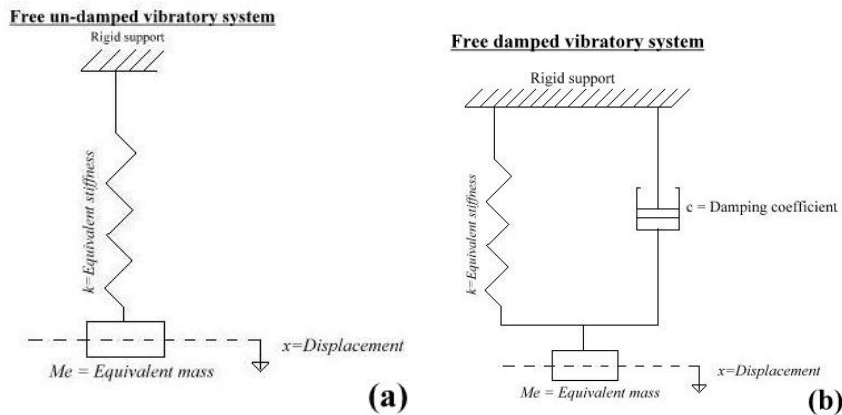 Free un-damped vibratory system
Rigid support
k=Equivalent stiffness
x=Displacement
Me = Equivalent mass
(a)
Free damped vibratory system
Rigid support
k=Equivalent stiffness
c = Damping coefficient
x=Displacement
Me = Equivalent mass
(b)